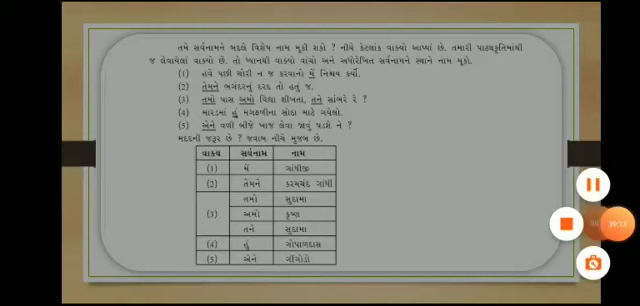 તમે સર્વનામને બદલે વિશેષ નામ મૂકી શકો ? નીચે કેટલાંક વાક્યો આપ્યાં છે. તમારી પાઠ્યકૃતિમાંથી
જ લેવાયેલાં વાક્યો છે. તો ધ્યાનથી વાક્યો વાંચો અને અધોરેખિત સર્વનામને સ્થાને નામ મૂકો.
(1) હવે પછી ચોરી ન જ કરવાનો મેં નિશ્ચય કર્યો.
(2) તેમને ભગંદરનું દરદ તો હતું જ.
(3) તમો પાસ અમો વિદ્યા શીખતા, તને સાંભરે રે ?
(4) મારડમાં હું મગફળીના સોદા માટે ગયેલો.
(5) એને વળી બીજે ખાજ લેવા જાવું પડશે ને ?
મદદની જરૂર છે ? જવાબ નીચે મુજબ છે.
વાક્ય સર્વનામ નામ
(1) મેં ગાંધીજી
(2) તેમને કરમચંદ ગાંધી
તમો સુદામા
(3) અમો કૃષ્ણ
તને સુદામા
(4) હું ગોપાળદાસ
(5) એને ગીંગોડો
39:15